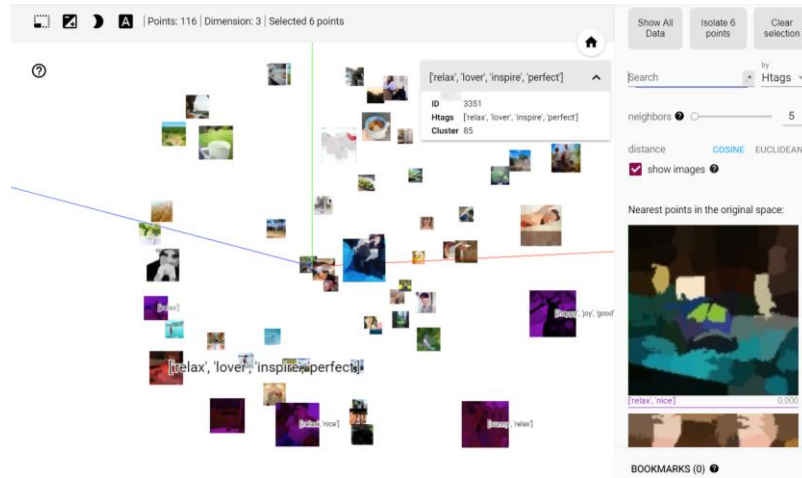 A | Points: 116 | Dimension: 3 | Selected 6 points
Show All Data
Isolate 6 points
Clear selection
['relax', 'lover', 'inspire', 'perfect']
ID 3351
Htags ['relax', 'lover', 'inspire', 'perfect']
Cluster 85
Search .*
by
Htags
neighbors 5
distance COSINE EUCLIDEAN
show images
Nearest points in the original space:
['relax']
['happy', 'joy', 'good'
['relax', 'lover', 'inspire', 'perfect']
['relax', 'nice']
['sunny', 'relax']
['relax', 'nice'] 0.000
BOOKMARKS (0)